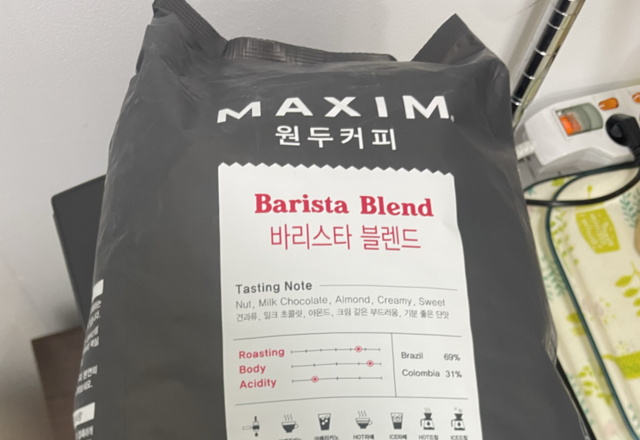 MAXIM
원두커피
Barista Blend
바리스타 블렌드
Tasting Note
Nut, Milk Chocolate, Almond, Creamy, Sweet
견과류, 밀크 초콜릿, 아몬드, 크림 같은 부드러움, 기분 좋은 단맛
Roasting
Body
Acidity
Brazil 69%
Colombia 31%